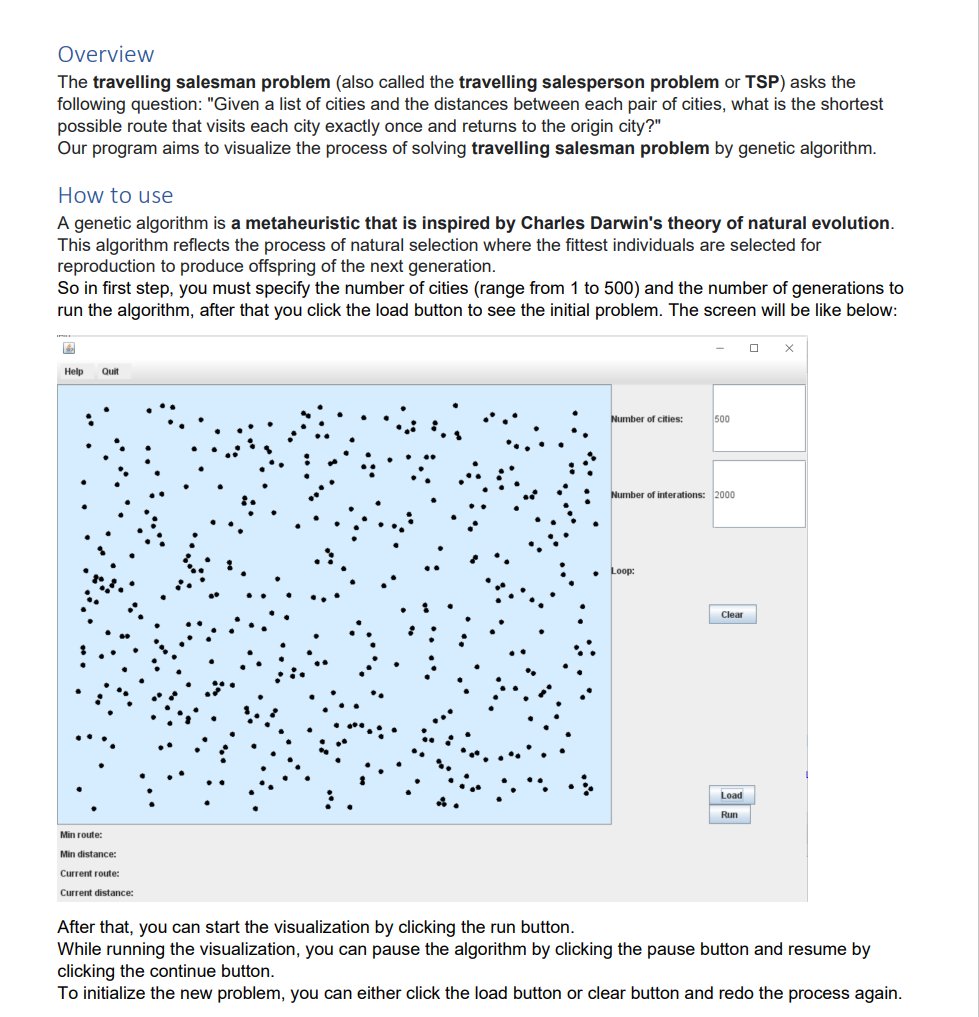 Overview
The travelling salesman problem (also called the travelling salesperson problem or TSP) asks the
following question: "Given a list of cities and the distances between each pair of cities, what is the shortest
possible route that visits each city exactly once and returns to the origin city?"
Our program aims to visualize the process of solving travelling salesman problem by genetic algorithm.
How to use
A genetic algorithm is a metaheuristic that is inspired by Charles Darwin's theory of natural evolution.
This algorithm reflects the process of natural selection where the fittest individuals are selected for
reproduction to produce offspring of the next generation.
So in first step, you must specify the number of cities (range from 1 to 500) and the number of generations to
run the algorithm, after that you click the load button to see the initial problem. The screen will be like below:
Help Quit
Number of cities: 500
Number of interations: 2000
Loop:
Clear
Load
Run
Min route:
Min distance:
Current route:
Current distance:
After that, you can start the visualization by clicking the run button.
While running the visualization, you can pause the algorithm by clicking the pause button and resume by
clicking the continue button.
To initialize the new problem, you can either click the load button or clear button and redo the process again.